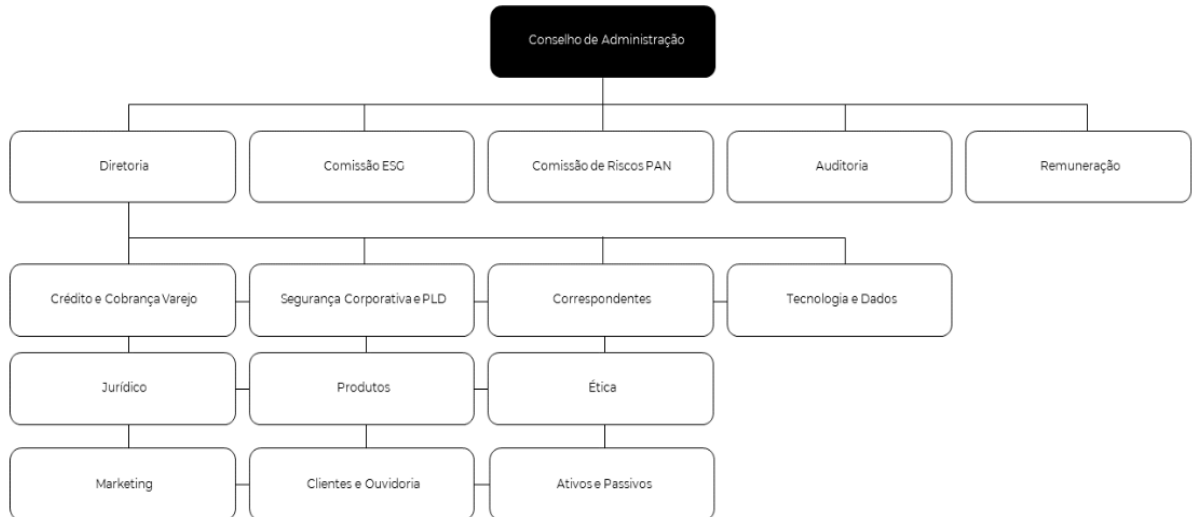 Conselho de Administração
Diretoria
Comissão ESG
Comissão de Riscos PAN
Auditoria
Remuneração
Crédito e Cobrança Varejo
Segurança Corporativa e PLD
Correspondentes
Tecnologia e Dados
Jurídico
Produtos
Ética
Marketing
Clientes e Ouvidoria
Ativos e Passivos